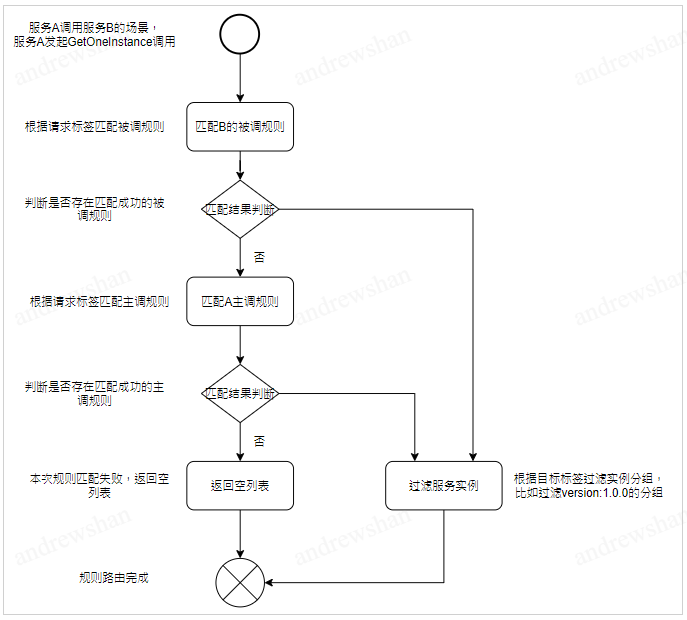 服务A调用服务B的场景，
服务A发起GetOneInstance调用
根据请求标签匹配被调规则
匹配B的被调规则
判断是否存在匹配成功的被
调规则
匹配结果判断
否
根据请求标签匹配主调规则
匹配A主调规则
判断是否存在匹配成功的主
调规则
匹配结果判断
否
本次规则匹配失败，返回空
列表
返回空列表
过滤服务实例
根据目标标签过滤实例分组，
比如过滤version:1.0.0的分组
规则路由完成
andrewshan
andrewshan
andrewshan
andrewshan
andrewshan
andrewshan
andrewshan
andrewshan
andrewshan